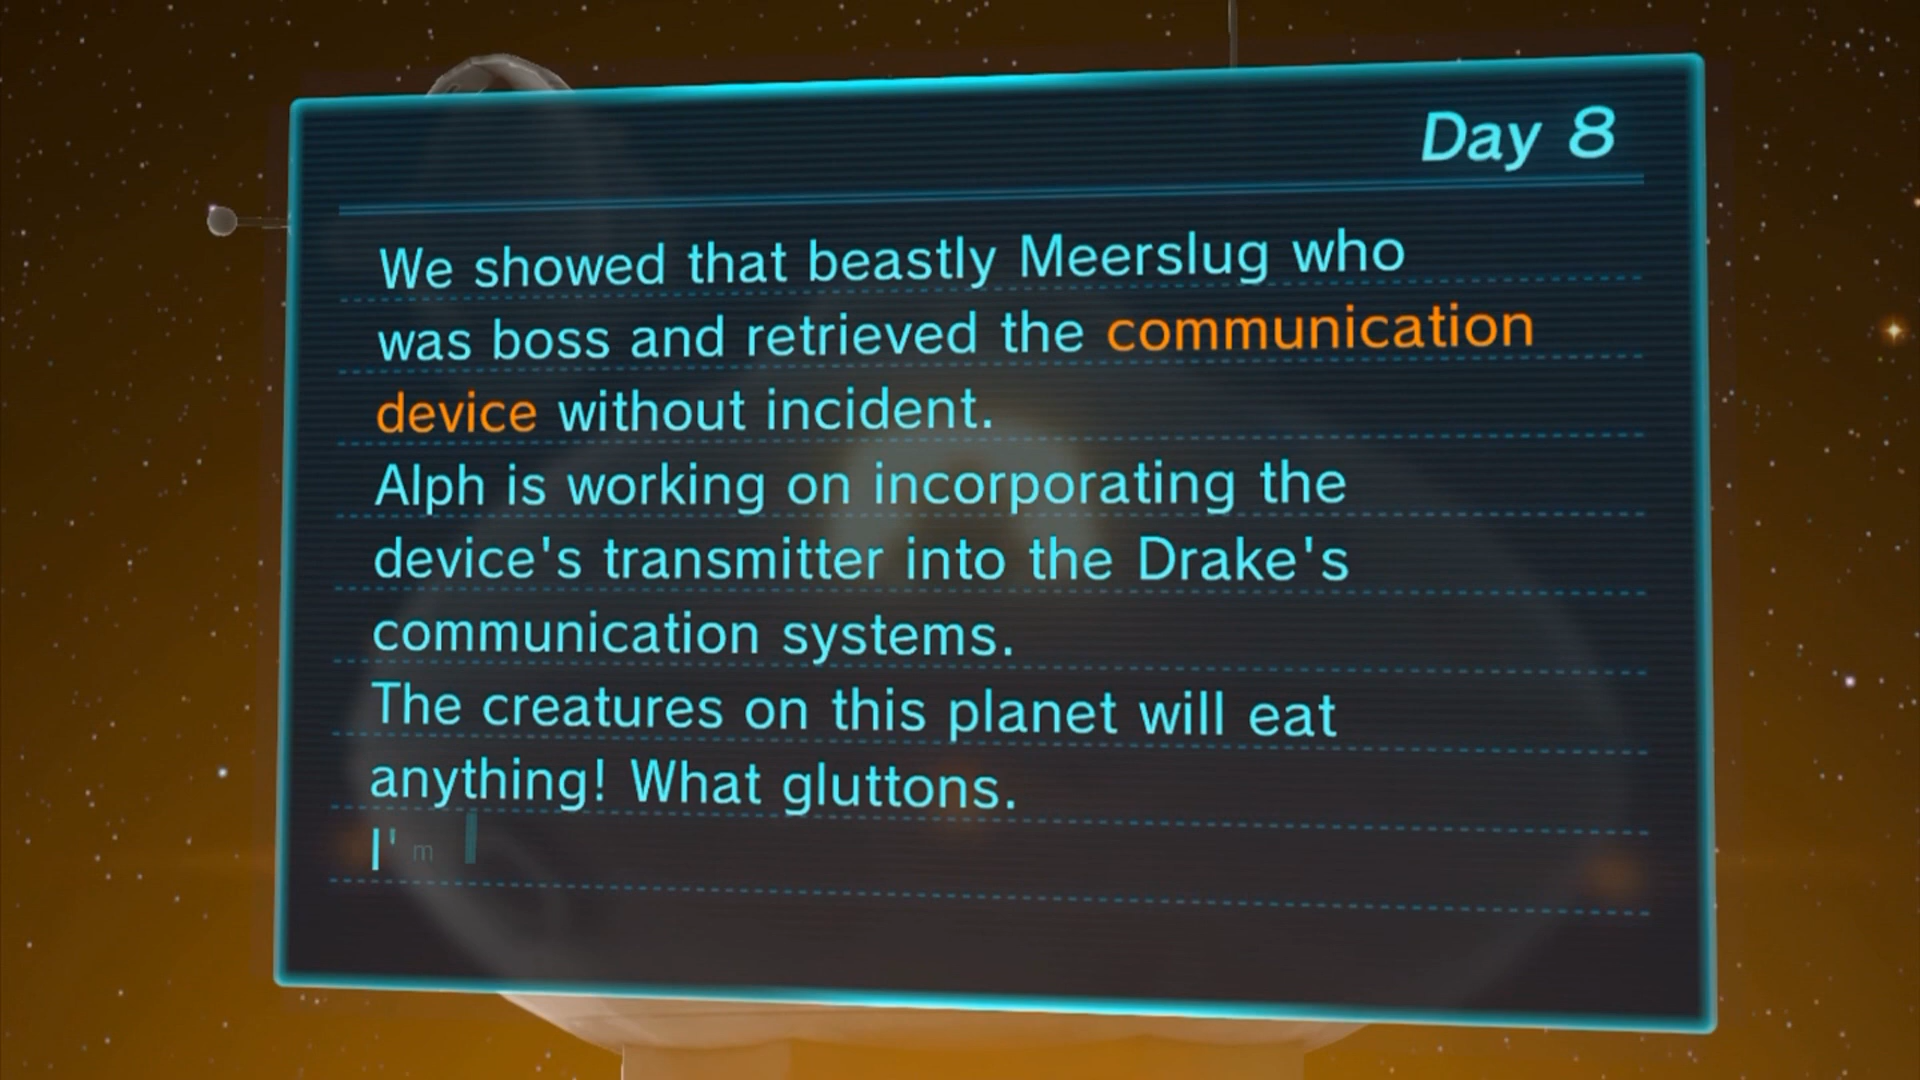 Day 8
We showed that beastly Meerslug who
was boss and retrieved the communication
device without incident.
Alph is working on incorporating the
device's transmitter into the Drake's
communication systems.
The creatures on this planet will eat
anything! What gluttons.
I'm